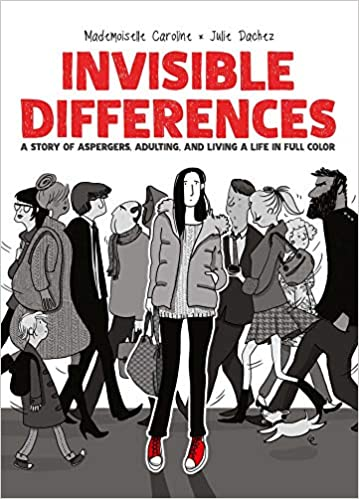 Mademoiselle Caroline × Julie Dachez
INVISIBLE
DIFFERENCES
A STORY OF ASPERGERS, ADULTING, AND LIVING A LIFE IN FULL COLOR